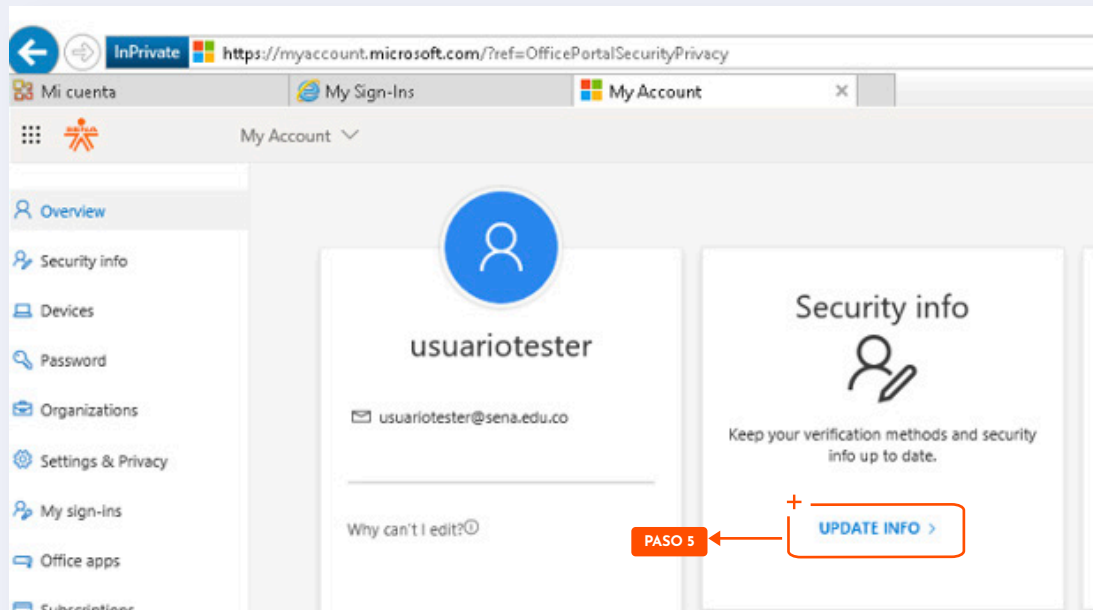 InPrivate https://myaccount.microsoft.com/?ref=OfficePortalSecurityPrivacy
Mi cuenta My Sign-Ins My Account ×
SENA My Account
Overview
Security info
Devices
Password
Organizations
Settings & Privacy
My sign-ins
Office apps
Subscriptions
usuariotester
usuariotester@sena.edu.co
Why can't I edit?
Security info
Keep your verification methods and security
info up to date.
UPDATE INFO >
PASO 5